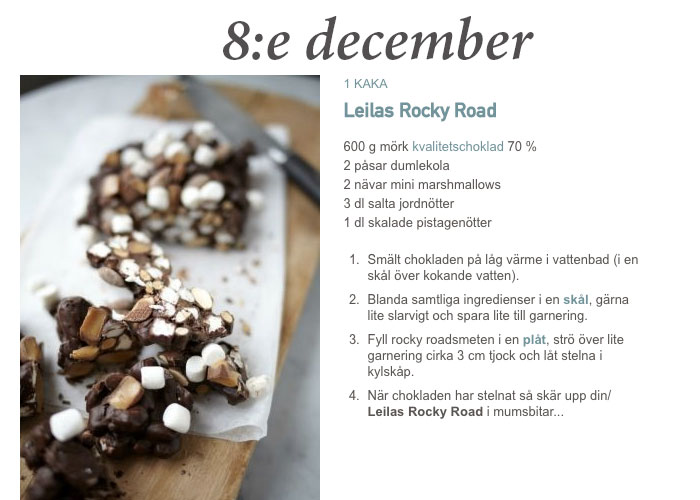 8:e december
1 KAKA
Leilas Rocky Road
600 g mörk kvalitetschoklad 70 %
2 påsar dumlekola
2 nävar mini marshmallows
3 dl salta jordnötter
1 dl skalade pistagenötter
1. Smält chokladen på låg värme i vattenbad (i en
skål över kokande vatten).
2. Blanda samtliga ingredienser i en skål, gärna
lite slarvigt och spara lite till garnering.
3. Fyll rocky roadsmeten i en plåt, strö över lite
garnering cirka 3 cm tjock och låt stelna i
kylskåp.
4. När chokladen har stelnat så skär upp din/
Leilas Rocky Road i mumsbitar...